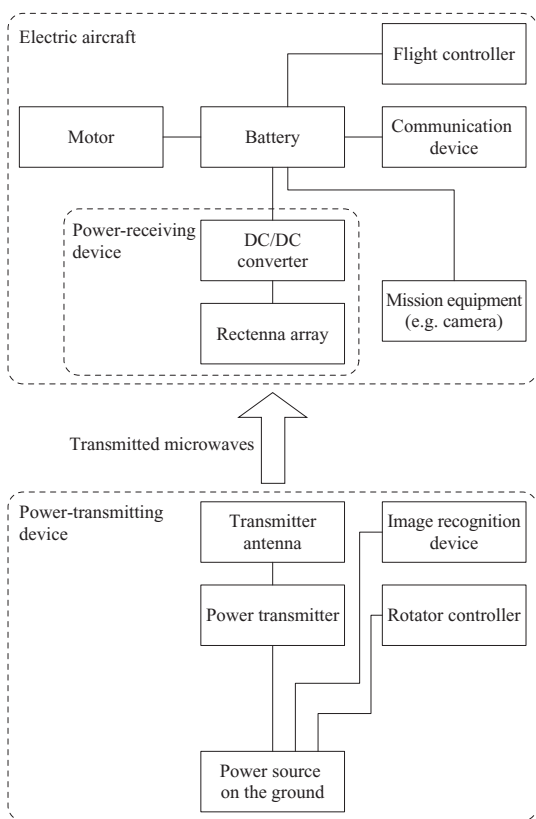 Electric aircraft
Flight controller
Motor
Battery
Communication
device
Power-receiving
device
DC/DC
converter
Mission equipment
(e.g. camera)
Rectenna array
Transmitted microwaves
Power-transmitting
device
Transmitter
antenna
Image recognition
device
Power transmitter
Rotator controller
Power source
on the ground